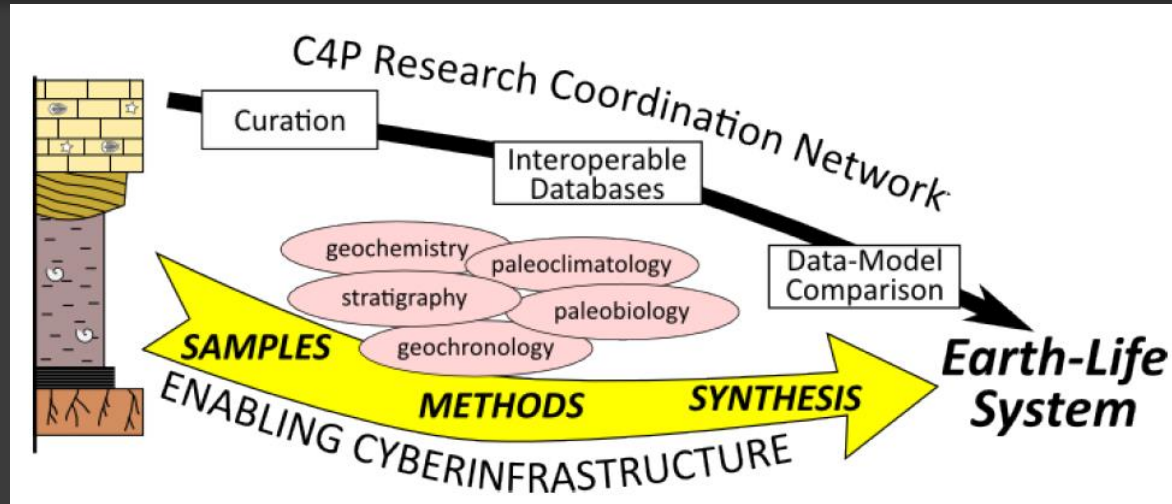 C4P Research Coordination Network
Curation
Interoperable
Databases
Data-Model
Comparison
geochemistry
paleoclimatology
stratigraphy
paleobiology
geochronology
SAMPLES
METHODS
SYNTHESIS
ENABLING CYBERINFRASTRUCTURE
Earth-Life
System